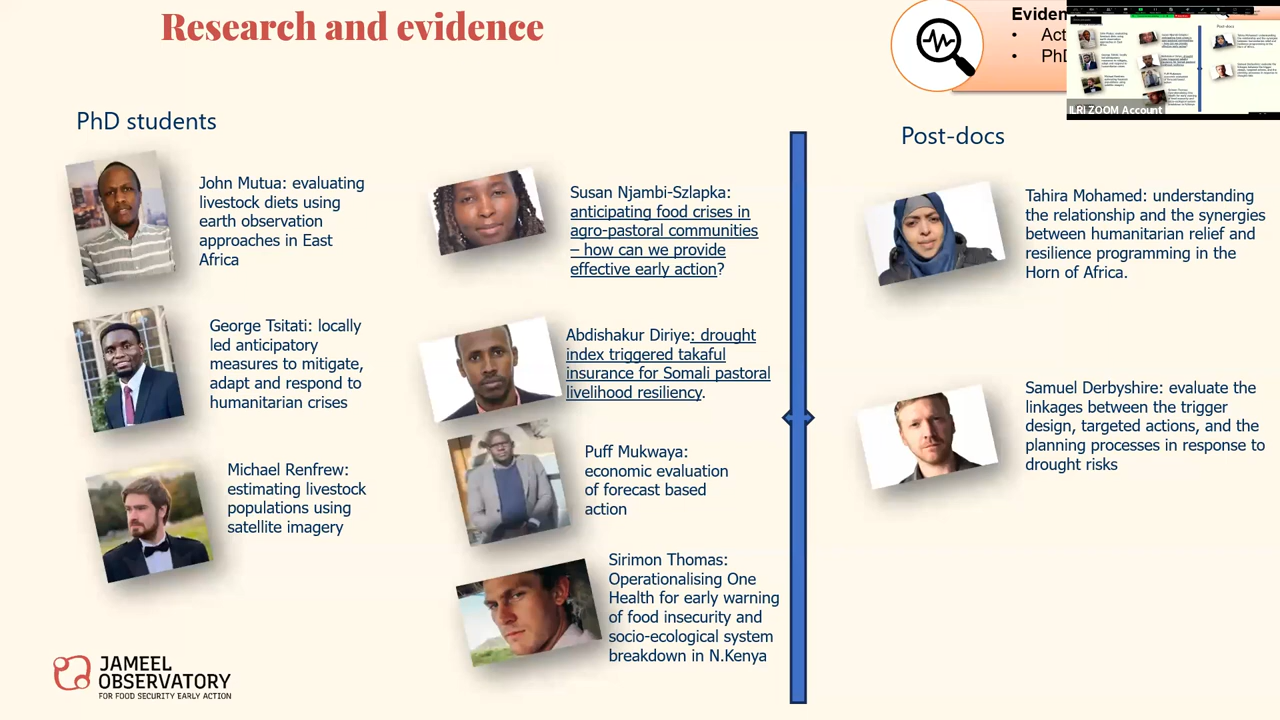 Research and evidence
Eviden
• Act
• PhD
ILRI ZOOM Account
PhD students
John Mutua: evaluating
livestock diets using
earth observation
approaches in East
Africa
George Tsitati: locally
led anticipatory
measures to mitigate,
adapt and respond to
humanitarian crises
Michael Renfrew:
estimating livestock
populations using
satellite imagery
Susan Njambi-Szlapka:
anticipating food crises in
agro-pastoral communities
– how can we provide
effective early action?
Abdishakur Diriye: drought
index triggered takaful
insurance for Somali pastoral
livelihood resiliency.
Puff Mukwaya:
economic evaluation
of forecast based
action
Sirimon Thomas:
Operationalising One
Health for early warning
of food insecurity and
socio-ecological system
breakdown in N.Kenya
Post-docs
Tahira Mohamed: understanding
the relationship and the synergies
between humanitarian relief and
resilience programming in the
Horn of Africa.
Samuel Derbyshire: evaluate the
linkages between the trigger
design, targeted actions, and the
planning processes in response to
drought risks
JAMEEL
OBSERVATORY
FOR FOOD SECURITY EARLY ACTION